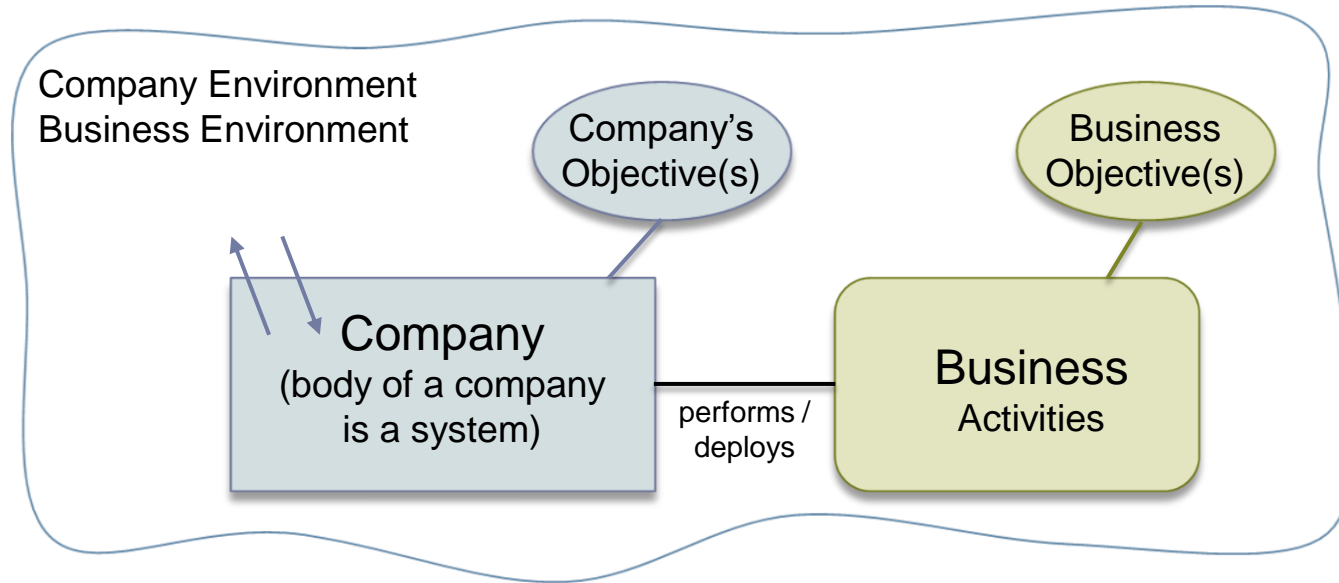 Company Environment
Business Environment
Company’s
Objective(s)
Business
Objective(s)
Company
(body of a company
is a system)
performs /
deploys
Business
Activities